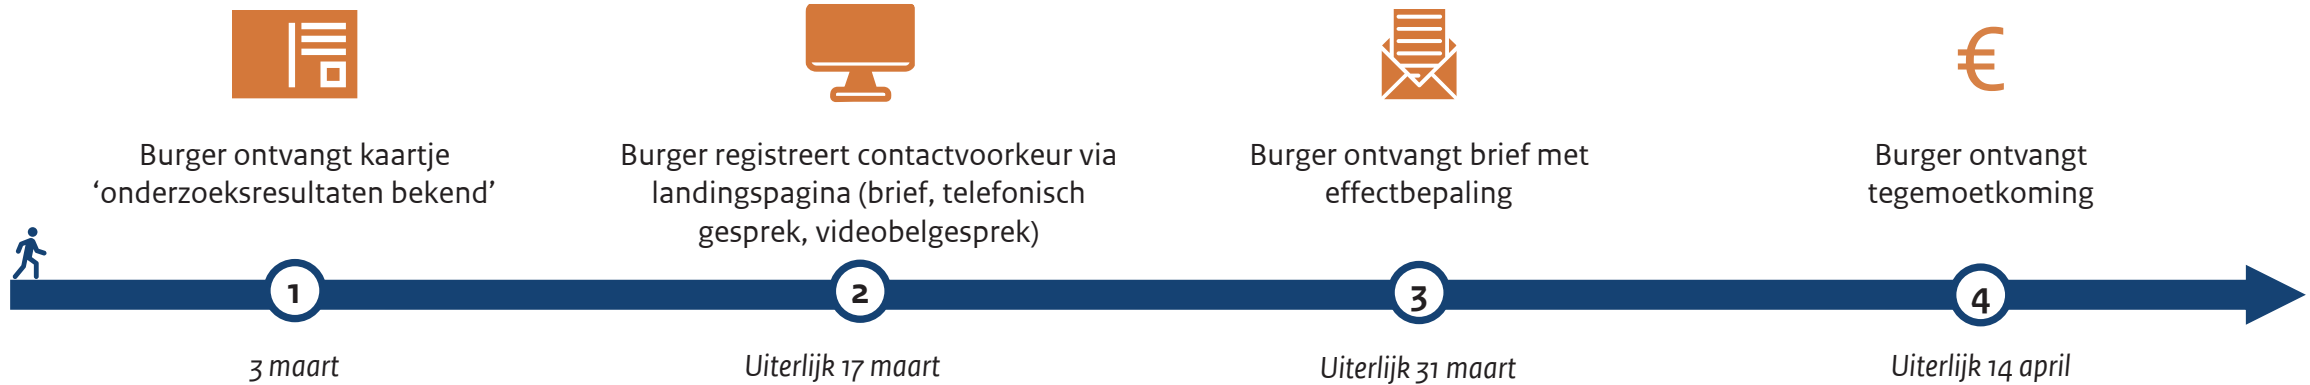 Burger ontvangt kaartje
‘onderzoeksresultaten bekend’
Burger registreert contactvoorkeur via
landingspagina (brief, telefonisch
gesprek, videobelgesprek)
Burger ontvangt brief met
effectbepaling
Burger ontvangt
tegemoetkoming
1
2
3
4
3 maart
Uiterlijk 17 maart
Uiterlijk 31 maart
Uiterlijk 14 april
€